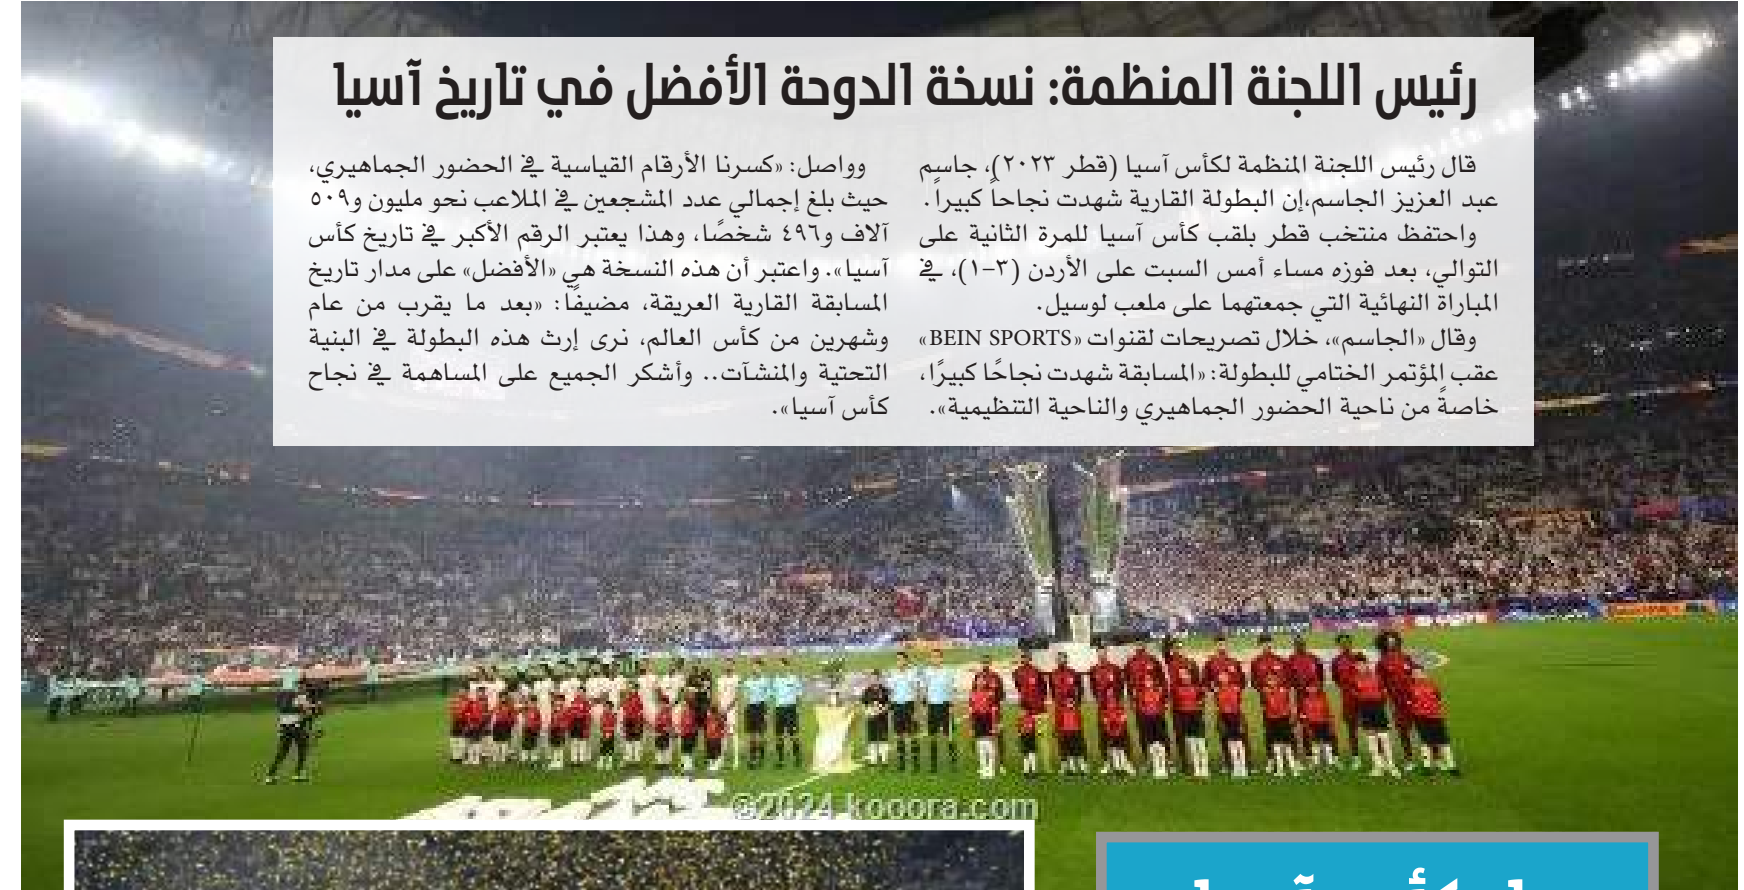 رئيس اللجنة المنظمة: نسخة الدوحة الأفضل في تاريخ آسيا
قال رئيس اللجنة المنظمة لكأس آسيا (قطر ٢٠٢٣)، جاسم
عبد العزيز الجاسم،إن البطولة القارية شهدت نجاحاً كبيراً.
واحتفظ منتخب قطر بلقب كأس آسيا للمرة الثانية على
التوالي، بعد فوزه مساء أمس السبت على الأردن (٣-١)، في
المباراة النهائية التي جمعتهما على ملعب لوسيل.
وقال «الجاسم»، خلال تصريحات لقنوات «BEIN SPORTS»
عقب المؤتمر الختامي للبطولة: «المسابقة شهدت نجاحًا كبيرًا،
خاصةً من ناحية الحضور الجماهيري والناحية التنظيمية».
وواصل: «كسرنا الأرقام القياسية في الحضور الجماهيري،
حيث بلغ إجمالي عدد المشجعين في الملاعب نحو مليون و٥٠٩
آلاف و٤٩٦ شخصًا، وهذا يعتبر الرقم الأكبر في تاريخ كأس
آسيا». واعتبر أن هذه النسخة هي «الأفضل» على مدار تاريخ
المسابقة القارية العريقة، مضيفًا: «بعد ما يقرب من عام
وشهرين من كأس العالم، نرى إرث هذه البطولة في البنية
التحتية والمنشآت.. وأشكر الجميع على المساهمة في نجاح
كأس آسيا».
©2024 kooora.com